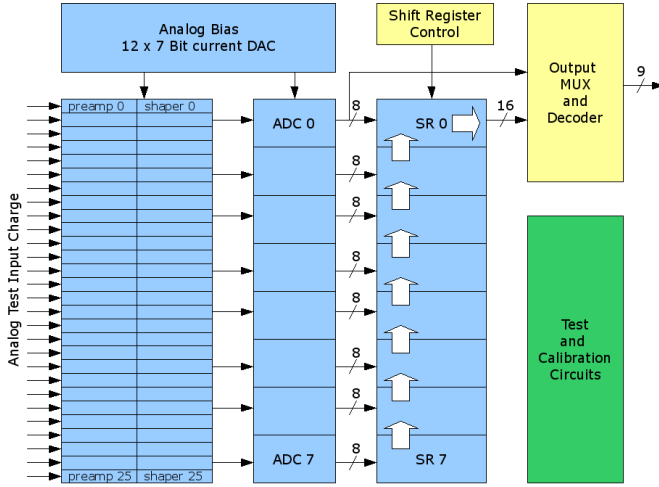 Analog Bias
12 x 7 Bit current DAC
Shift Register
Control
Output
MUX
and
Decoder
9
preamp 0 shaper 0
ADC 0
8
SR 0
16
8
8
8
8
8
8
8
Analog Test Input Charge
preamp 25 shaper 25
ADC 7
SR 7
Test
and
Calibration
Circuits